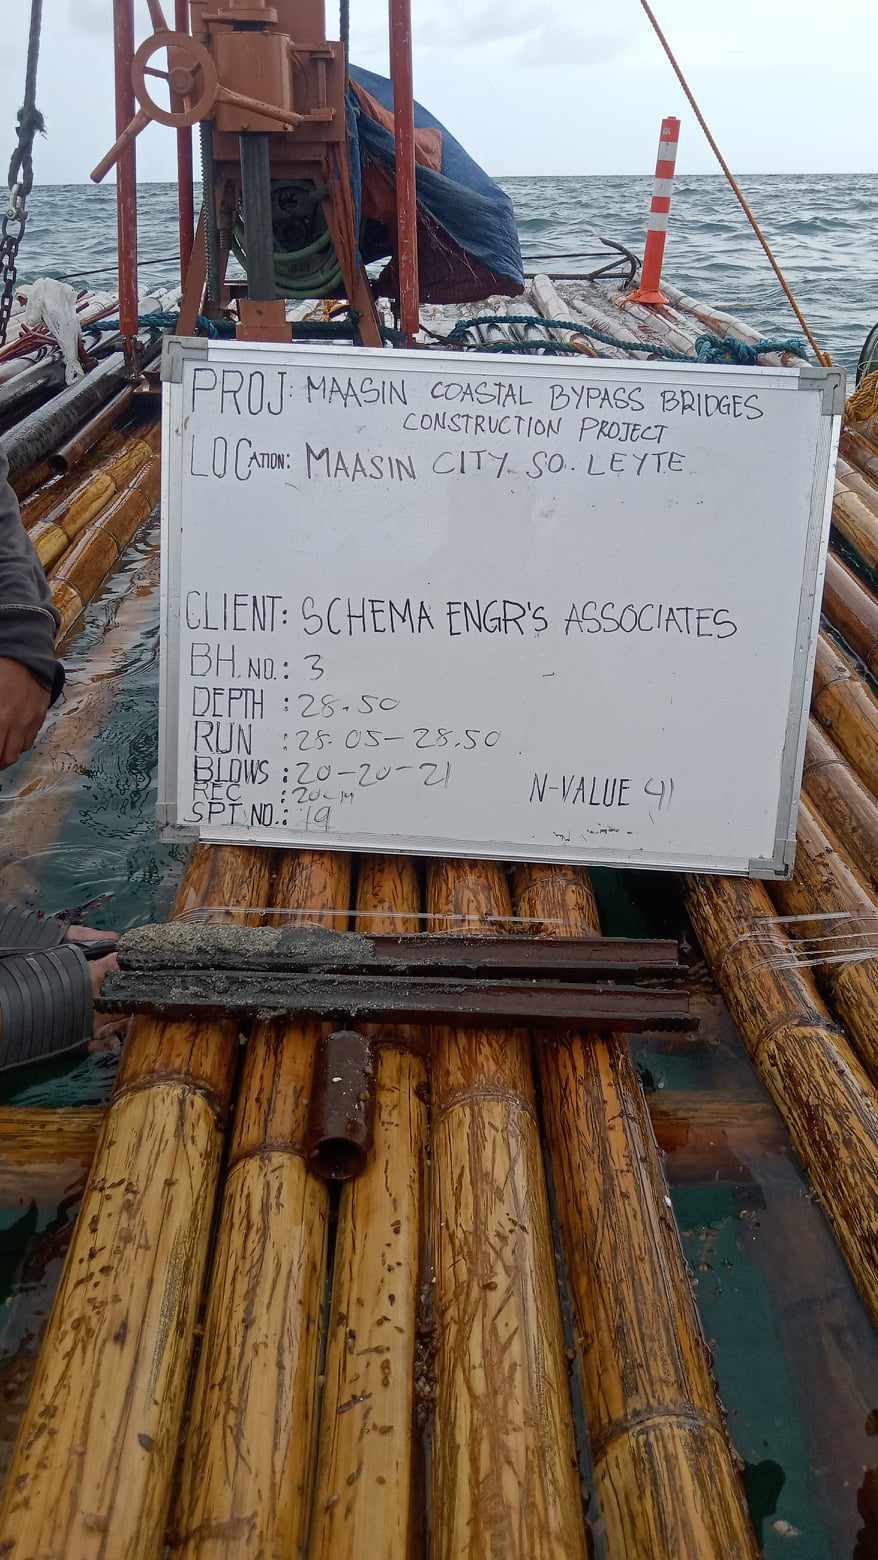 PROJ: MAASIN COASTAL BYPASS BRIDGES
CONSTRUCTION PROJECT
LOCATION: MAASIN CITY SO. LEYTE
CLIENT: SCHEMA ENGR'S ASSOCIATES
BH. NO.: 3
DEPTH : 28.50
RUN : 28.05-28.50
BLOWS : 20-20-21 N-VALUE 41
REC :
SPT NO.: 19